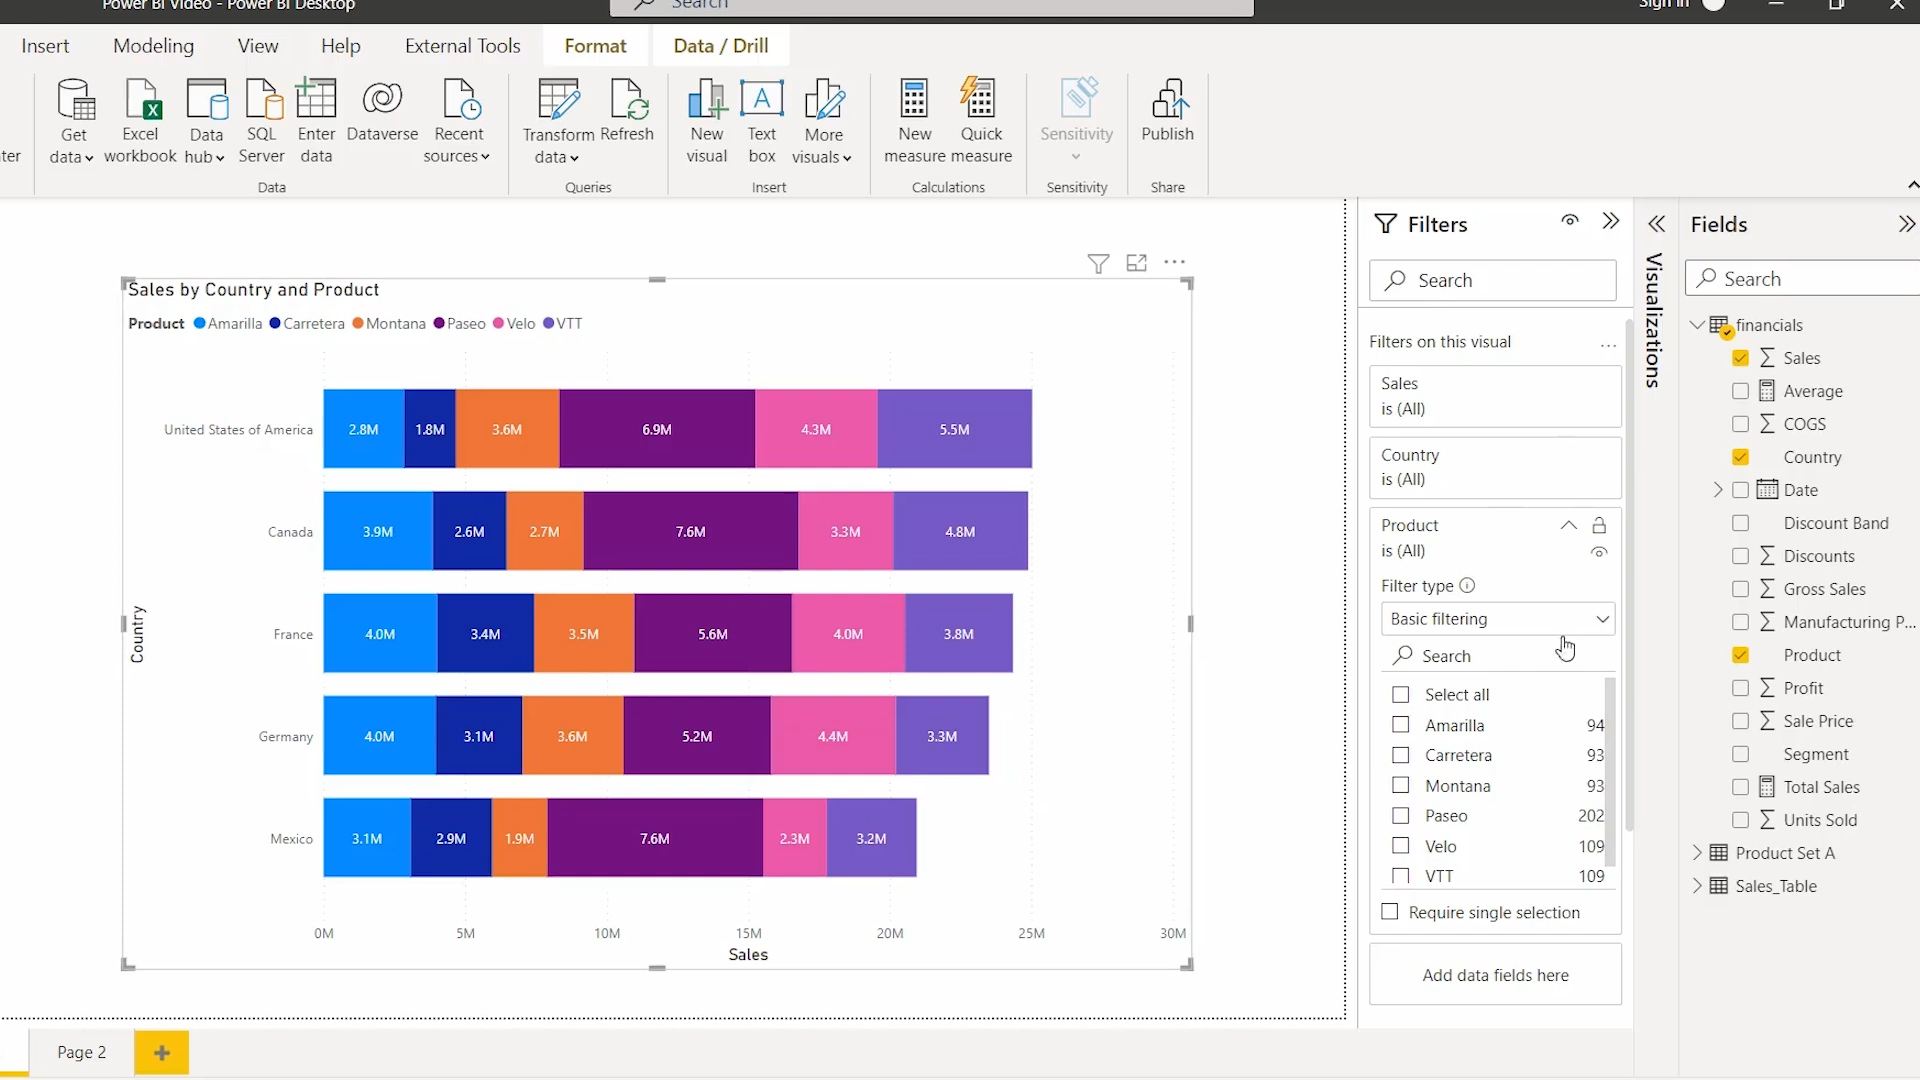 Power BI Video - Power BI Desktop
Search
Sign in
Insert Modeling View Help External Tools Format Data / Drill
Get data
Excel workbook
Data hub
SQL Server
Enter data
Dataverse
Recent sources
Transform data
Refresh
New visual
Text box
More visuals
New measure
Quick measure
Sensitivity
Publish
Data
Queries
Insert
Calculations
Sensitivity
Share
Sales by Country and Product
Product Amarilla Carretera Montana Paseo Velo VTT
Country
United States of America 2.8M 1.8M 3.6M 6.9M 4.3M 5.5M
Canada 3.9M 2.6M 2.7M 7.6M 3.3M 4.8M
France 4.0M 3.4M 3.5M 5.6M 4.0M 3.8M
Germany 4.0M 3.1M 3.6M 5.2M 4.4M 3.3M
Mexico 3.1M 2.9M 1.9M 7.6M 2.3M 3.2M
0M 5M 10M 15M 20M 25M 30M
Sales
Page 2
Filters
Search
Filters on this visual
Sales
is (All)
Country
is (All)
Product
is (All)
Filter type
Basic filtering
Search
Select all
Amarilla 94
Carretera 93
Montana 93
Paseo 202
Velo 109
VTT 109
Require single selection
Add data fields here
Visualizations
Fields
Search
financials
Sales
Average
COGS
Country
Date
Discount Band
Discounts
Gross Sales
Manufacturing P...
Product
Profit
Sale Price
Segment
Total Sales
Units Sold
Product Set A
Sales_Table